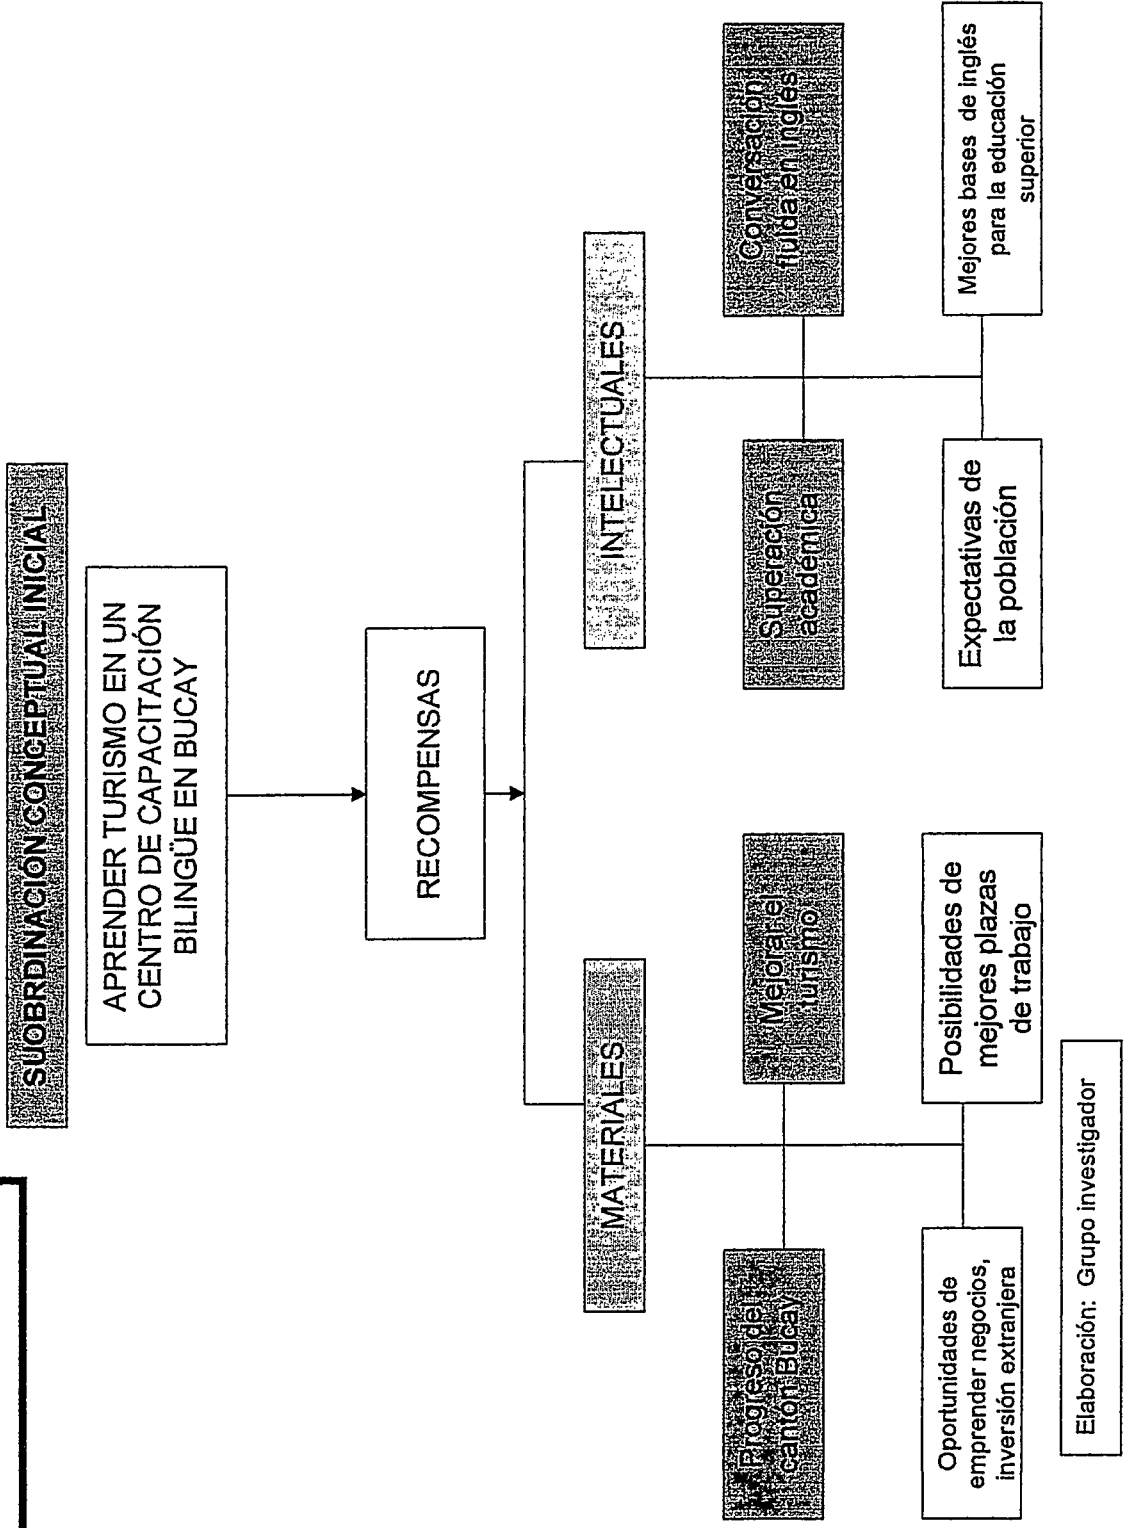 SUOBRDINACIÓN CONCEPTUAL INICIAL
APRENDER TURISMO EN UN
CENTRO DE CAPACITACIÓN
BILINGÜE EN BUCAY
RECOMPENSAS
MATERIALES
INTELECTUALES
Progreso del
cantón Bucay
Mejorar el
turismo
Superación
académica
Conversación
fluida en inglés
Oportunidades de
emprender negocios,
inversión extranjera
Posibilidades de
mejores plazas
de trabajo
Expectativas de
la población
Mejores bases de inglés
para la educación
superior
Elaboración: Grupo investigador